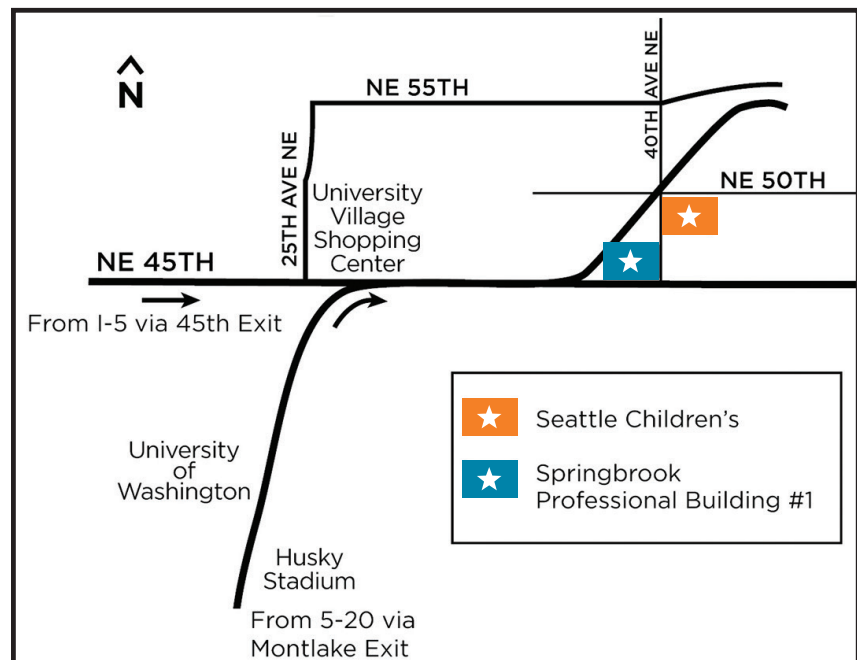 N
NE 55TH
40TH AVE NE
25TH AVE NE
University
Village
Shopping
Center
NE 50TH
NE 45TH
From I-5 via 45th Exit
University
of
Washington
Husky
Stadium
From 5-20 via
Montlake Exit
Seattle Children’s
Springbrook
Professional Building #1